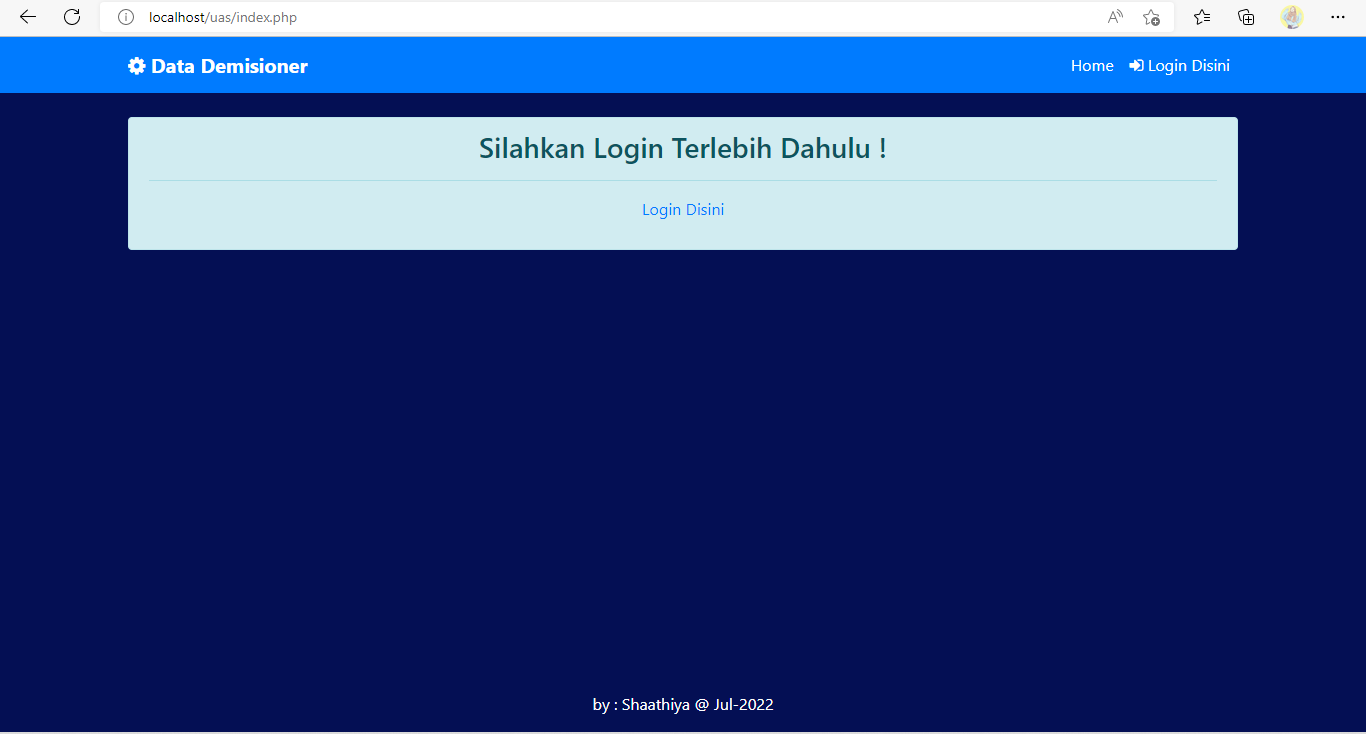 localhost/uas/index.php
Data Demisioner
Home Login Disini
Silahkan Login Terlebih Dahulu !
Login Disini
by : Shaathiya @ Jul-2022